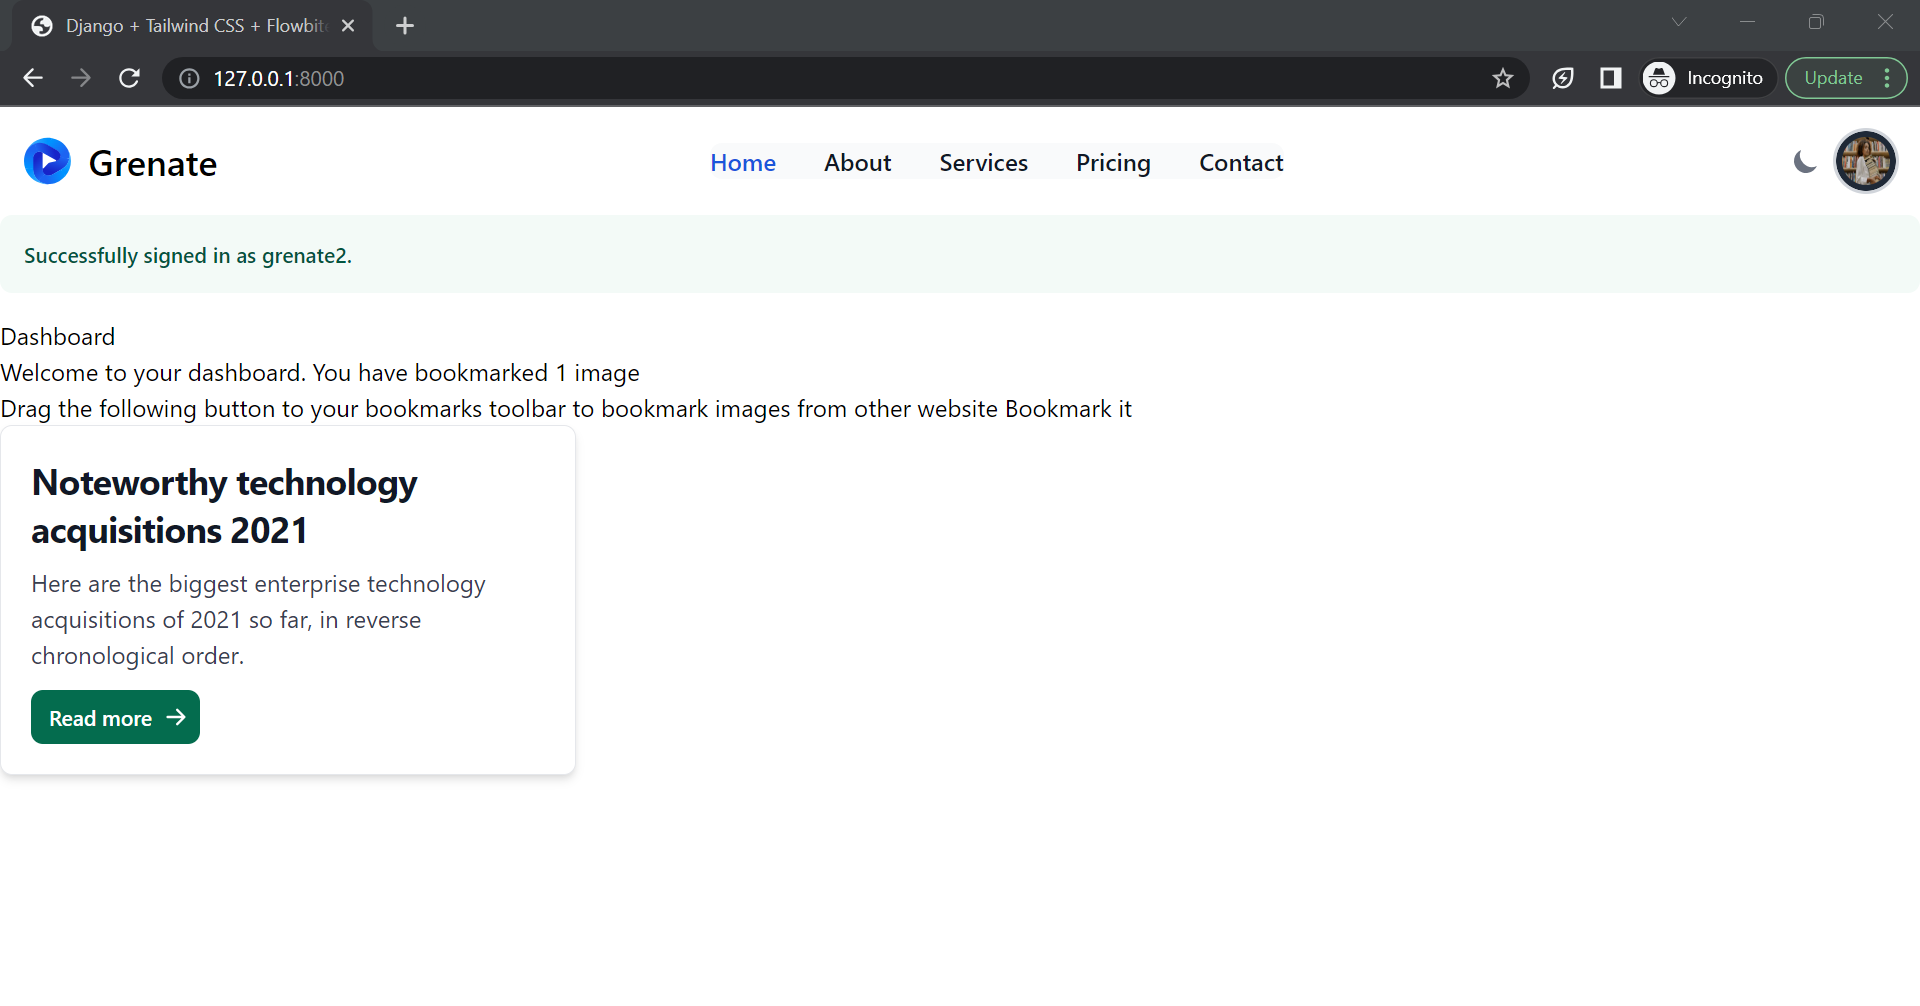 Django + Tailwind CSS + Flowbit
127.0.0.1:8000
Incognito
Update
Grenate
Home About Services Pricing Contact
Successfully signed in as grenate2.
Dashboard
Welcome to your dashboard. You have bookmarked 1 image
Drag the following button to your bookmarks toolbar to bookmark images from other website Bookmark it
Noteworthy technology
acquisitions 2021
Here are the biggest enterprise technology
acquisitions of 2021 so far, in reverse
chronological order.
Read more